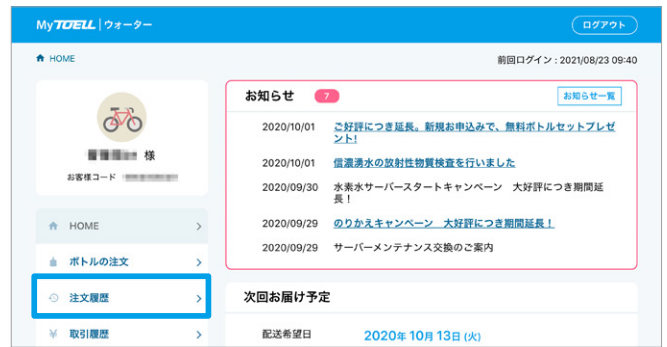 MyTOELL | ウォーター
ログアウト
HOME
前回ログイン : 2021/08/23 09:40
様
お客様コード
HOME
ボトルの注文
注文履歴
取引履歴
お知らせ 7
お知らせ一覧
2020/10/01 ご好評につき延長。新規お申込みで、無料ボトルセットプレゼ
ント!
2020/10/01 信濃湧水の放射性物質検査を行いました
2020/09/30 水素水サーバースタートキャンペーン 大好評につき期間延
長！
2020/09/29 のりかえキャンペーン 大好評につき期間延長！
2020/09/29 サーバーメンテナンス交換のご案内
次回お届け予定
配送希望日 2020年 10月 13日 (火)